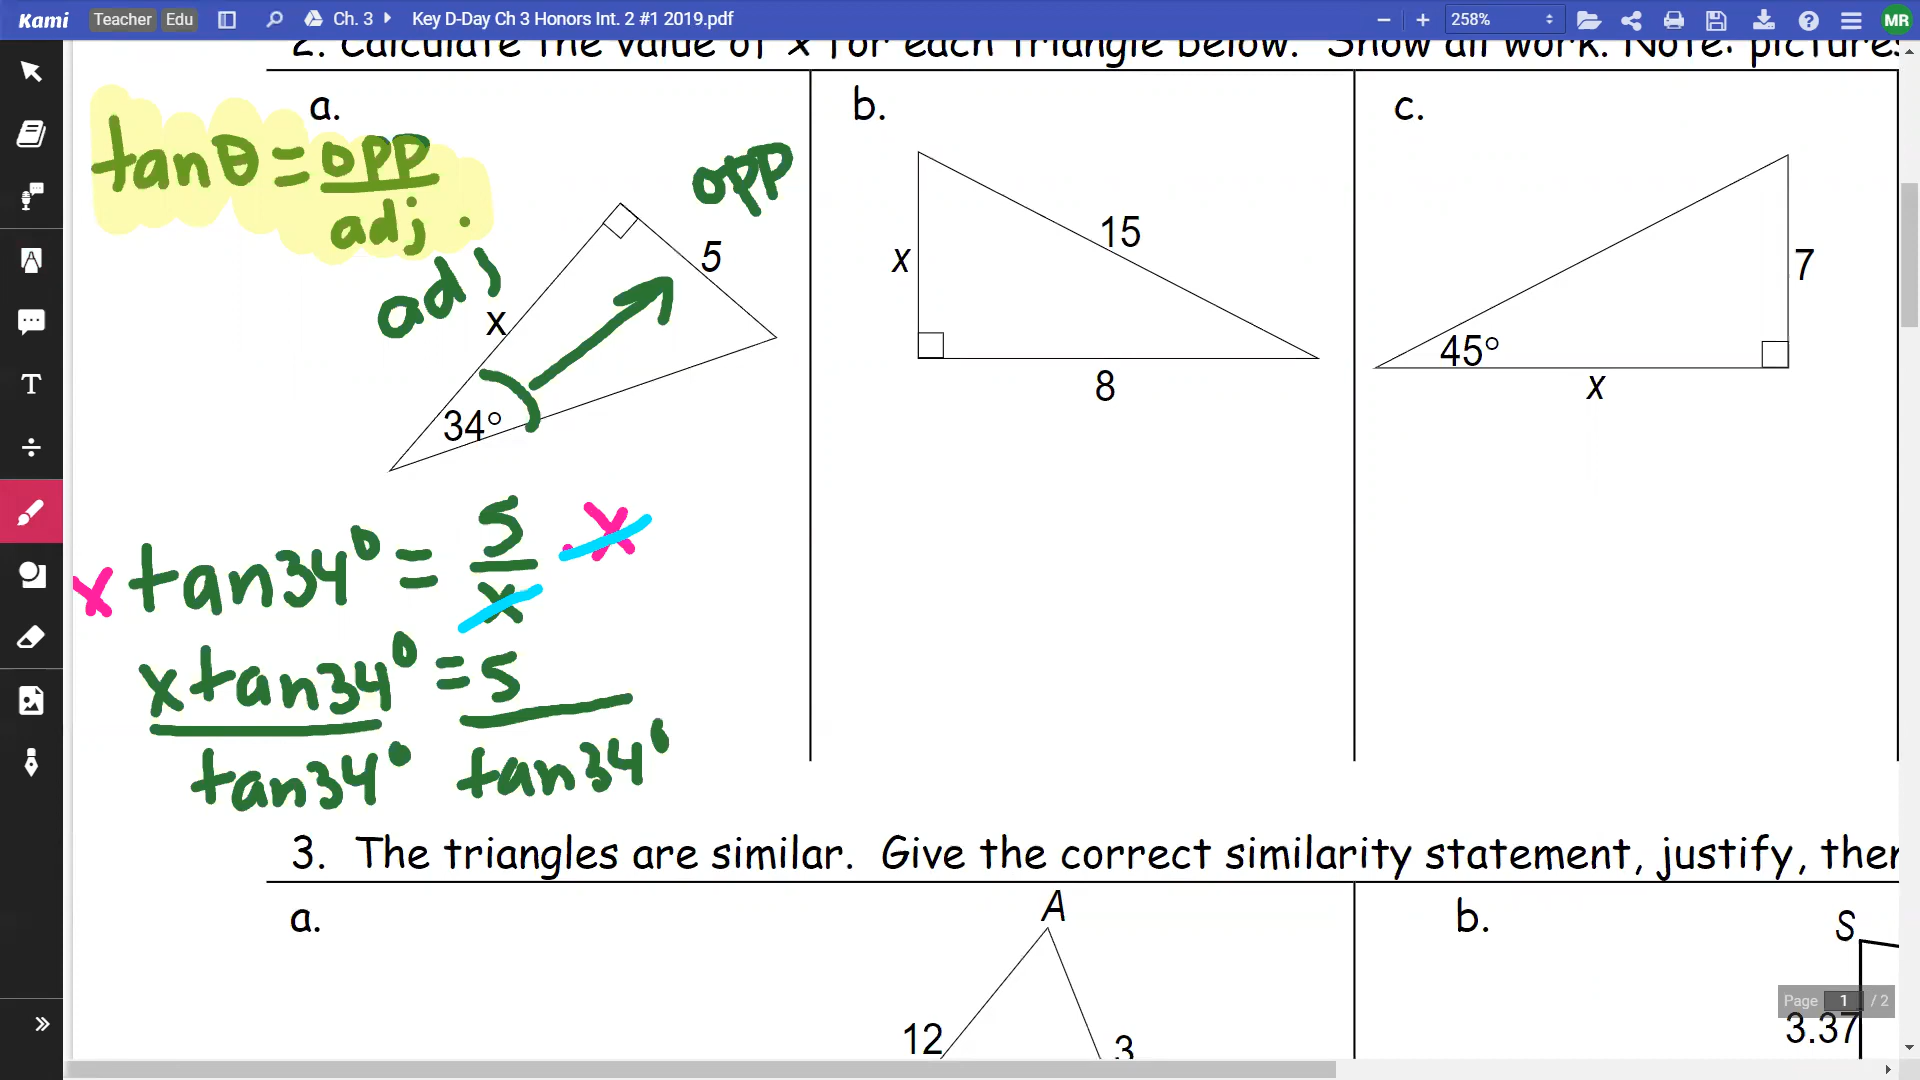 Kami Teacher Edu Ch. 3 Key D-Day Ch 3 Honors Int. 2 #1 2019.pdf 258% MR
2. Calculate the value of x for each triangle below. Show all work. Note: pictures
a.
tanθ = opp
adj.
opp
adj
5
x
34°
x tan34° = 5 · x
x
x tan34° = 5
tan34° tan34°
b.
15
x
8
c.
7
45°
x
3. The triangles are similar. Give the correct similarity statement, justify, then
a.
A
12
3
b.
S
3.37
Page 1 / 2